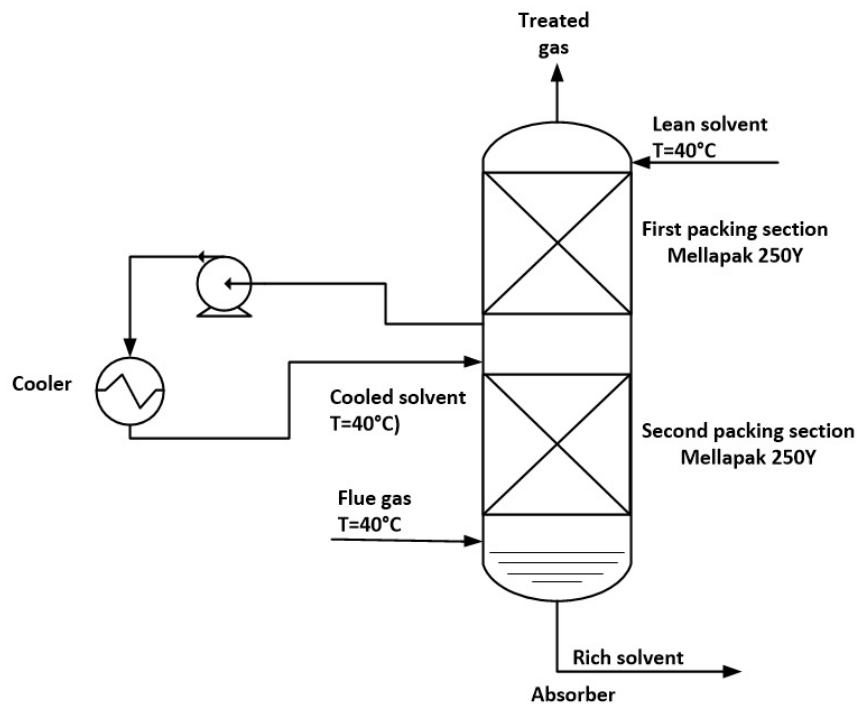 Treated
gas
Lean solvent
T=40°C
First packing section
Mellapak 250Y
Cooler
Cooled solvent
T=40°C)
Second packing section
Mellapak 250Y
Flue gas
T=40°C
Rich solvent
Absorber